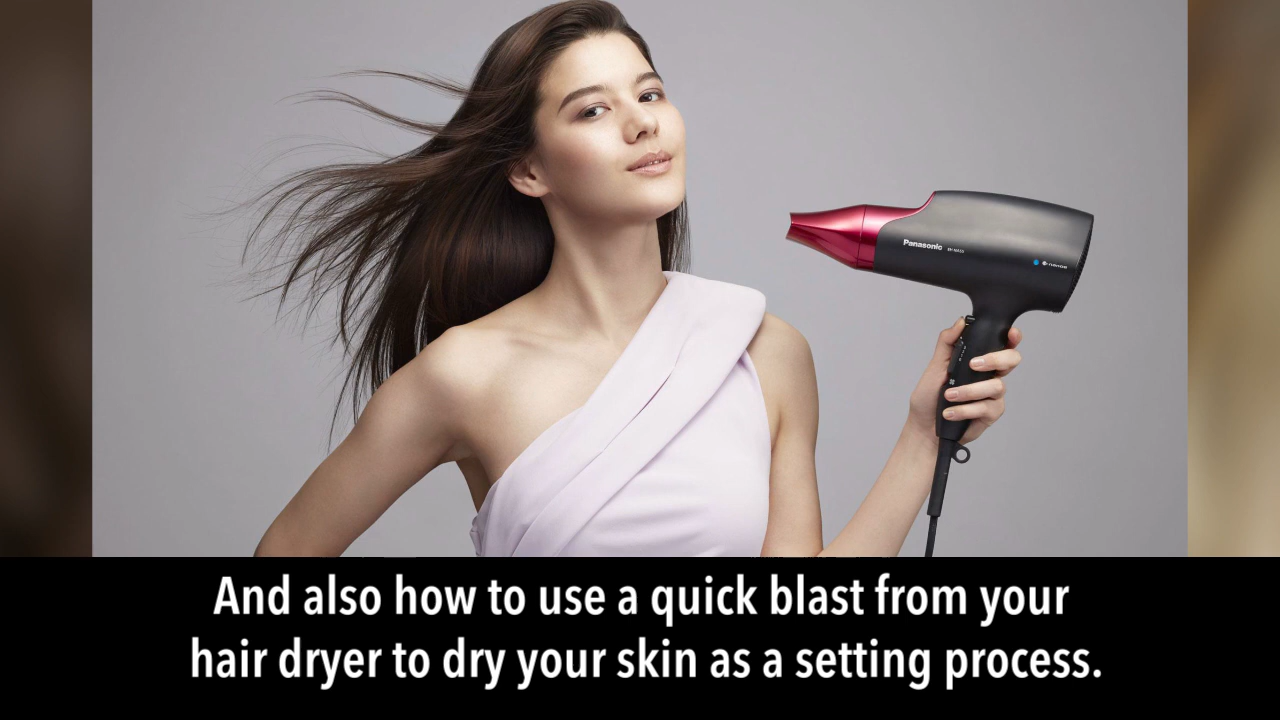 Panasonic
And also how to use a quick blast from your
hair dryer to dry your skin as a setting process.